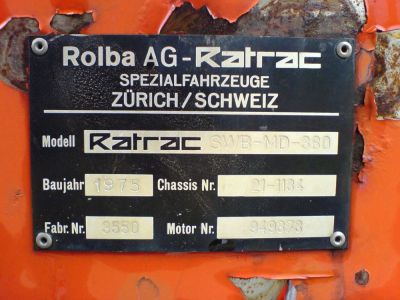 Rolba AG-Ratrac
SPEZIALFAHRZEUGE
ZÜRICH/SCHWEIZ
Modell Ratrac SWB-MD-380
Baujahr 1975 Chassis Nr. 21-1134
Fabr. Nr. 3550 Motor Nr. 949373